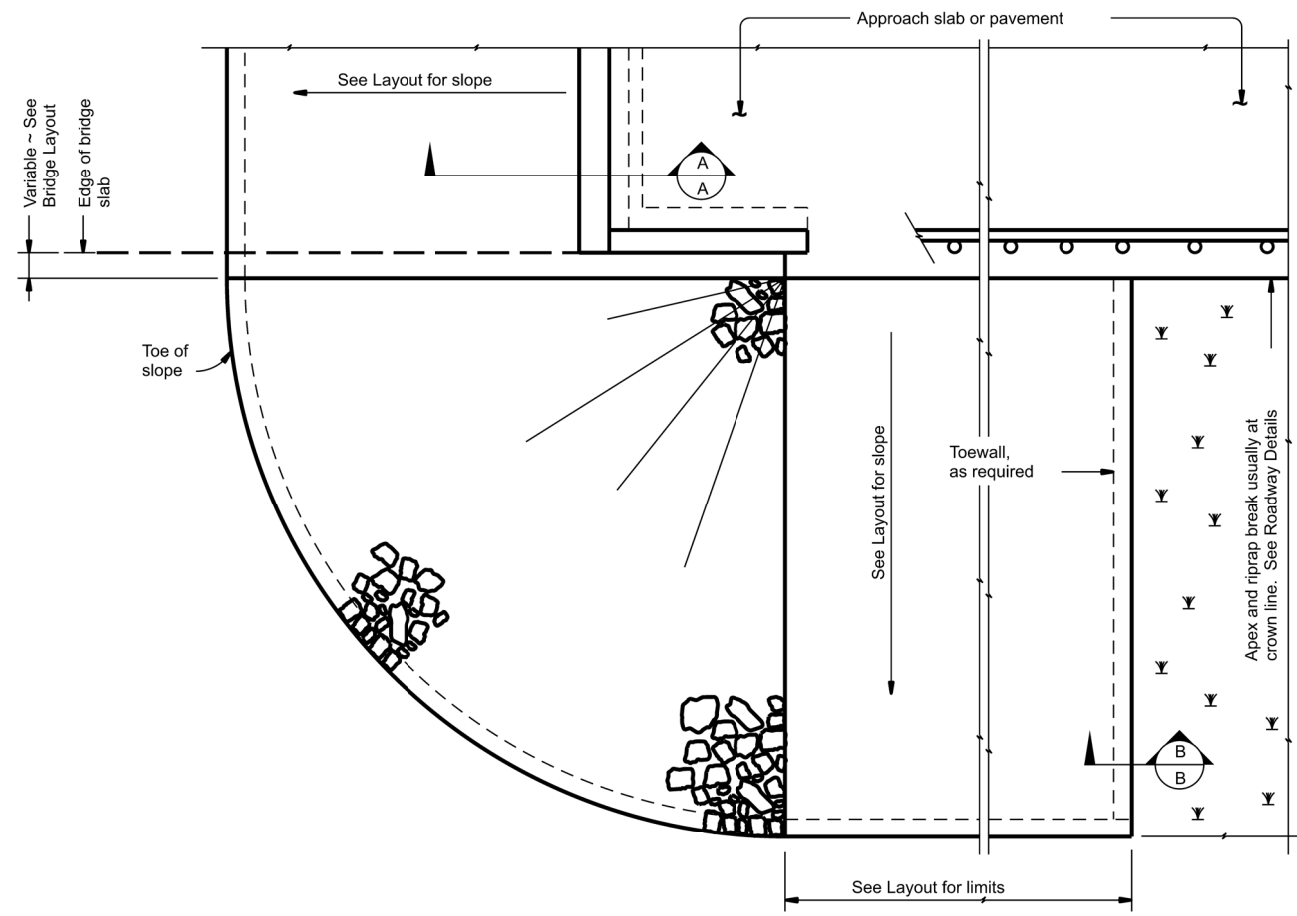 Approach slab or pavement
See Layout for slope
Variable ~ See
Bridge Layout
Edge of bridge
slab
A
A
Toe of
slope
See Layout for slope
Toewall,
as required
Apex and riprap break usually at
crown line.  See Roadway Details
B
B
See Layout for limits